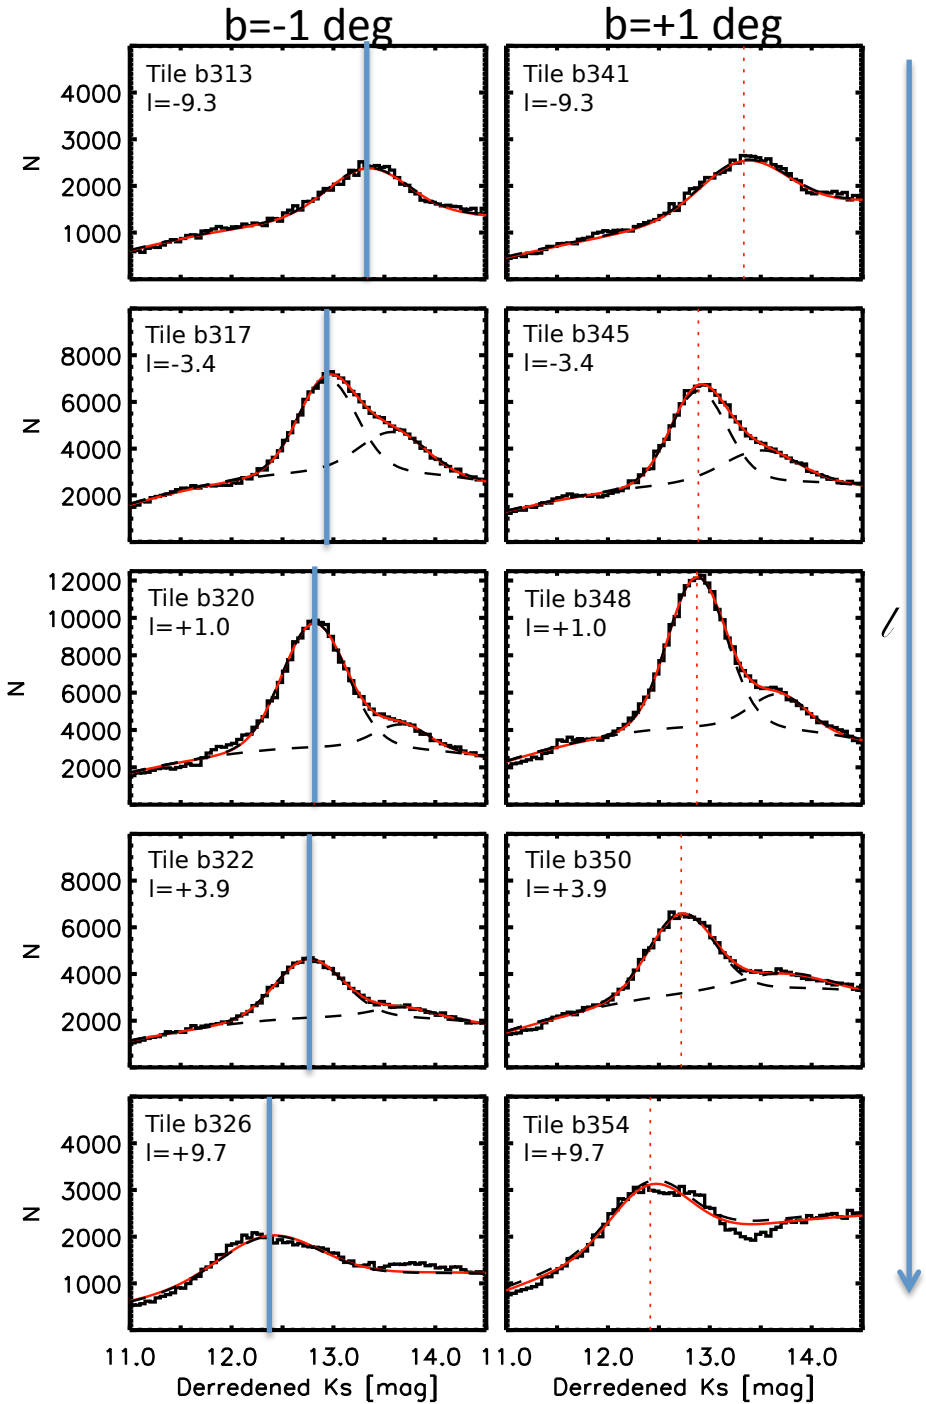 b=-1 deg
b=+1 deg
Tile b313
l=-9.3
Tile b341
l=-9.3
4000
3000
2000
1000
N
Tile b317
l=-3.4
Tile b345
l=-3.4
8000
6000
4000
2000
N
Tile b320
l=+1.0
Tile b348
l=+1.0
12000
10000
8000
6000
4000
2000
N
l
Tile b322
l=+3.9
Tile b350
l=+3.9
8000
6000
4000
2000
N
Tile b326
l=+9.7
Tile b354
l=+9.7
4000
3000
2000
1000
N
11.0 12.0 13.0 14.0
11.0 12.0 13.0 14.0
Derredened Ks [mag]
Derredened Ks [mag]